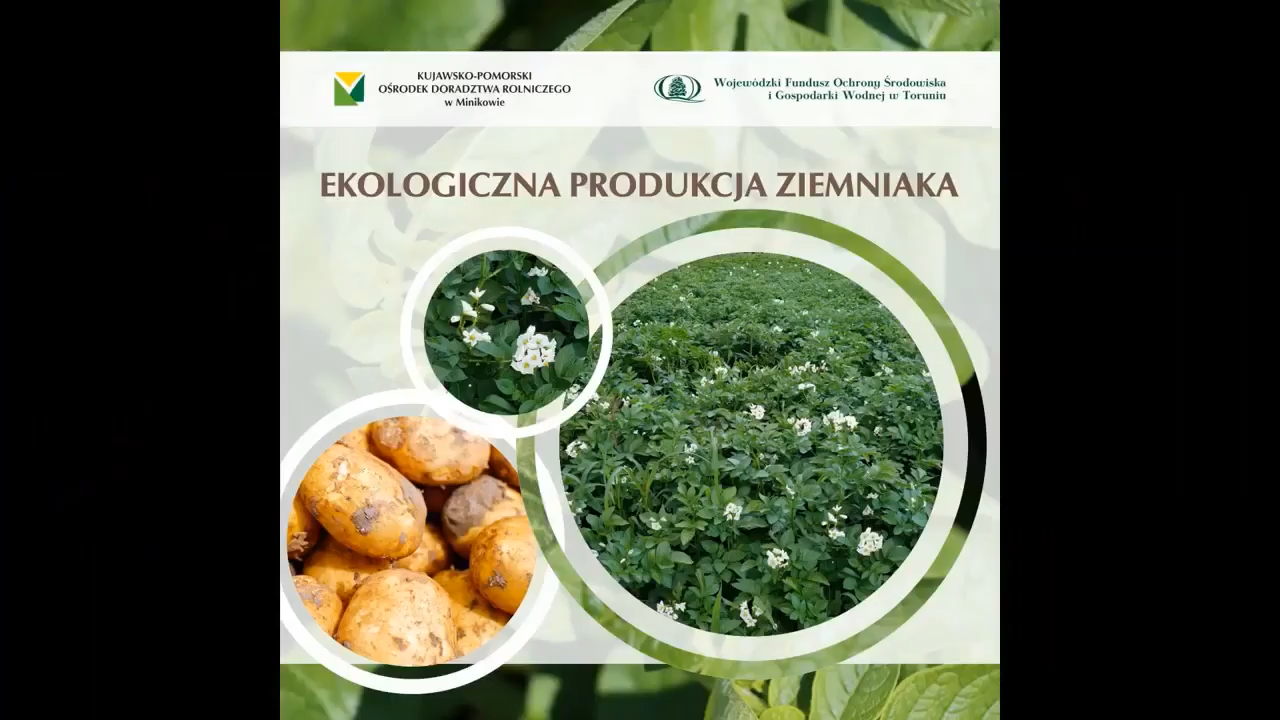 KUJAWSKO-POMORSKI
OŚRODEK DORADZTWA ROLNICZEGO
w Minikowie
Wojewódzki Fundusz Ochrony Środowiska
i Gospodarki Wodnej w Toruniu
EKOLOGICZNA PRODUKCJA ZIEMNIAKA